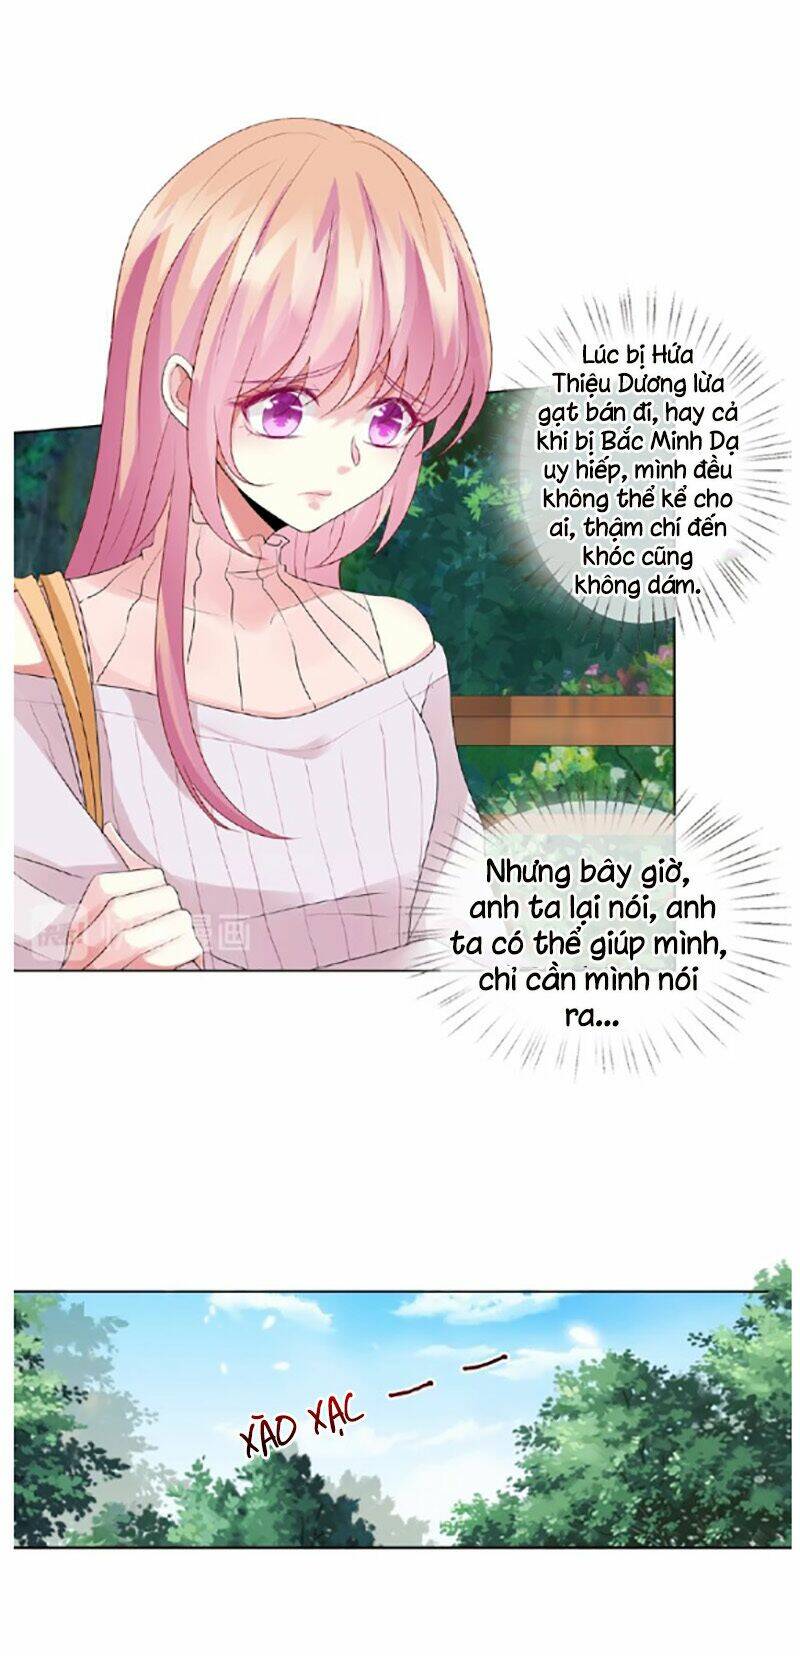 Lúc bị Hứa
Thiệu Dương lừa
gạt bán đi, hay cả
khi bị Bắc Minh Dạ
uy hiếp, mình đều
không thể kể cho
ai, thậm chí đến
khóc cũng
không dám.
Nhưng bây giờ,
anh ta lại nói, anh
ta có thể giúp mình,
chỉ cần mình nói
ra...
XÀO XẠC — —